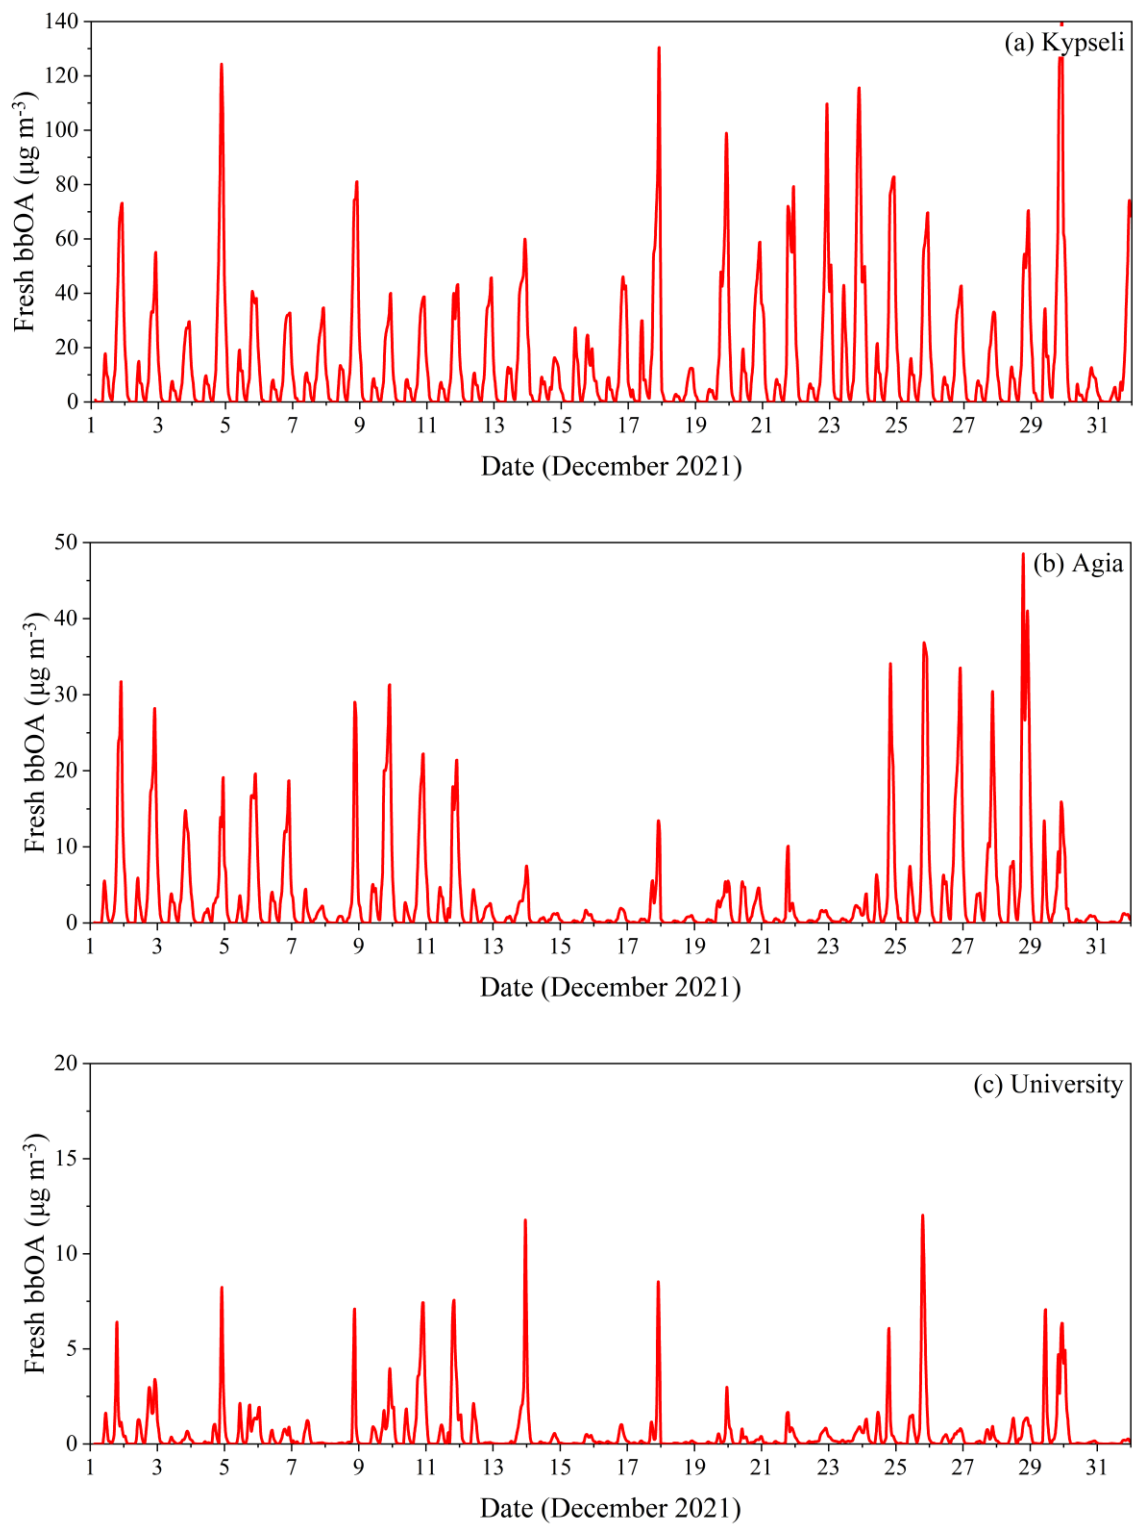 (a) Kypseli
140
120
100
80
60
40
20
0
Fresh bbOA (μg m-3)
1 3 5 7 9 11 13 15 17 19 21 23 25 27 29 31
Date (December 2021)
(b) Agia
50
40
30
20
10
0
Fresh bbOA (μg m-3)
1 3 5 7 9 11 13 15 17 19 21 23 25 27 29 31
Date (December 2021)
(c) University
20
15
10
5
0
Fresh bbOA (μg m-3)
1 3 5 7 9 11 13 15 17 19 21 23 25 27 29 31
Date (December 2021)